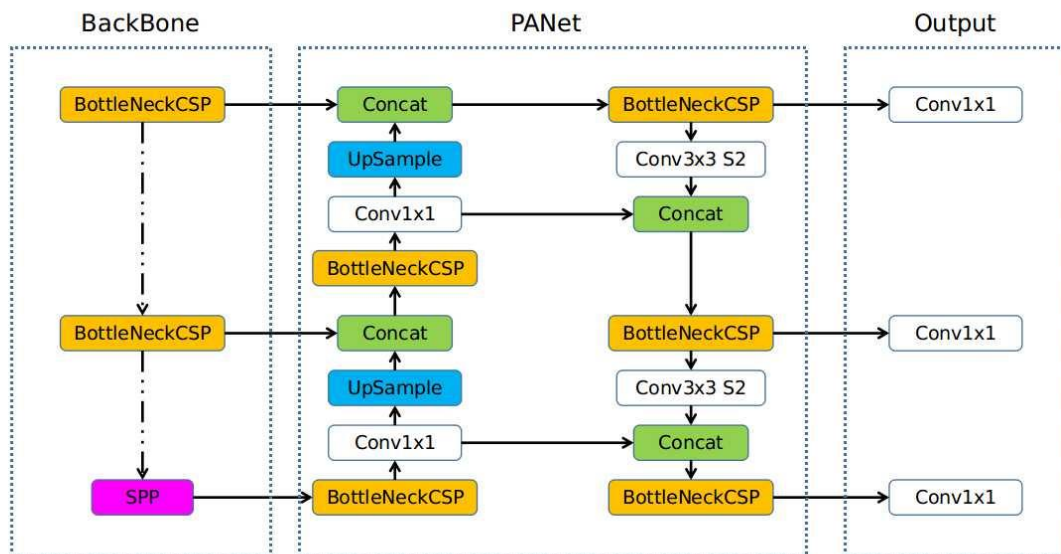 BackBone
PANet
Output
BottleNeckCSP
Concat
BottleNeckCSP
Conv1x1
UpSample
Conv3x3 S2
Conv1x1
Concat
BottleNeckCSP
BottleNeckCSP
Concat
BottleNeckCSP
Conv1x1
UpSample
Conv3x3 S2
Conv1x1
Concat
SPP
BottleNeckCSP
BottleNeckCSP
Conv1x1